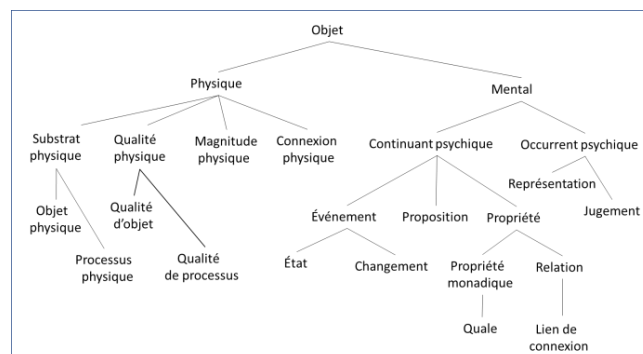 Objet
Physique
Mental
Substrat
physique
Qualité
physique
Magnitude
physique
Connexion
physique
Continuant psychique
Occurrent psychique
Objet
physique
Processus
physique
Qualité
d'objet
Qualité
de processus
Événement
Proposition
Propriété
Représentation
Jugement
État
Changement
Propriété
monadique
Relation
Quale
Lien de
connexion